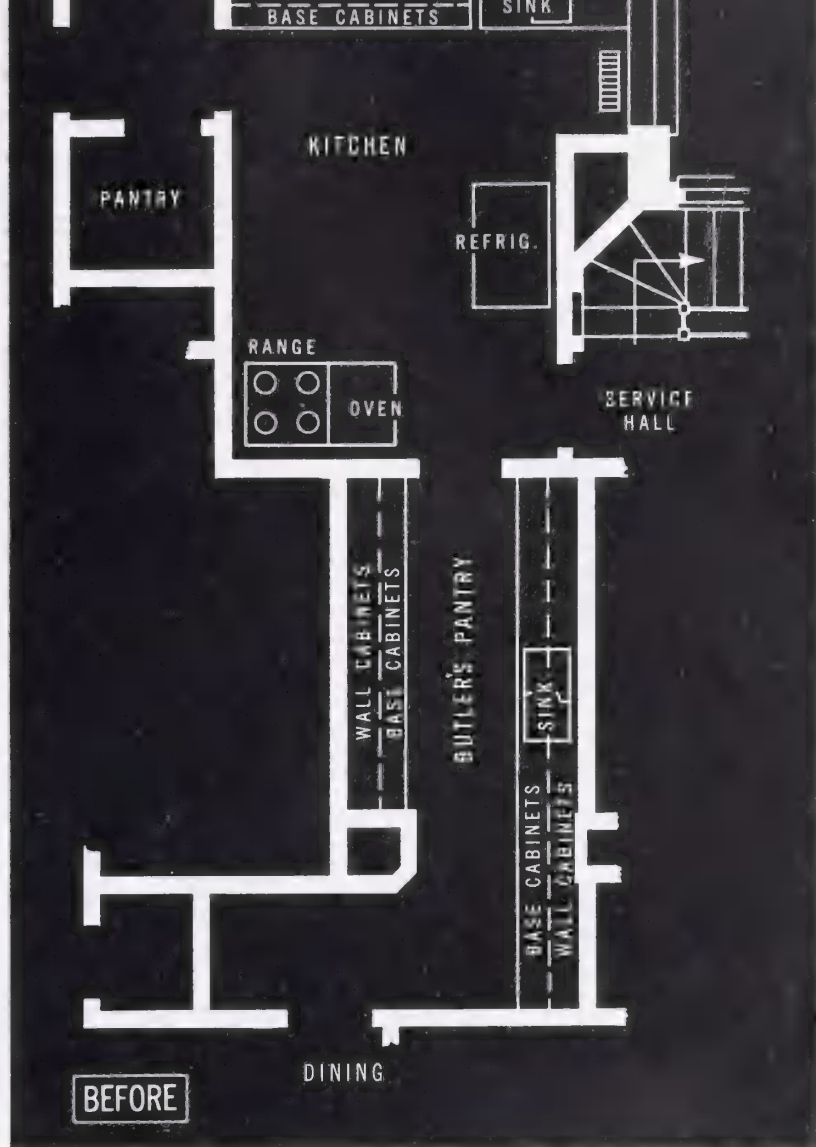 SINK
BASE CABINETS
KITCHEN
PANTRY
REFRIG.
RANGE
OVEN
SERVICE
HALL
WALL CABINETS
BASE CABINETS
BUTLER'S PANTRY
SINK
BASE CABINETS
WALL CABINETS
DINING
BEFORE